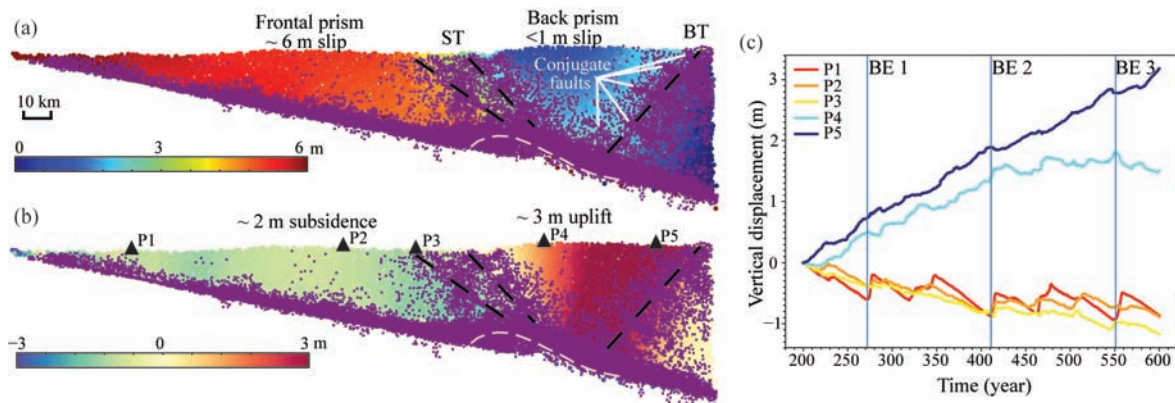 (a)
Frontal prism
~ 6 m slip
ST
Back prism
<1 m slip
BT
Conjugate
faults
10 km
0 3 6 m
(b)
~ 2 m subsidence
~ 3 m uplift
P1
P2
P3
P4
P5
−3 0 3 m
(c)
P1
P2
P3
P4
P5
BE 1
BE 2
BE 3
3
2
1
0
−1
Vertical displacement (m)
200 250 300 350 400 450 500 550 600
Time (year)